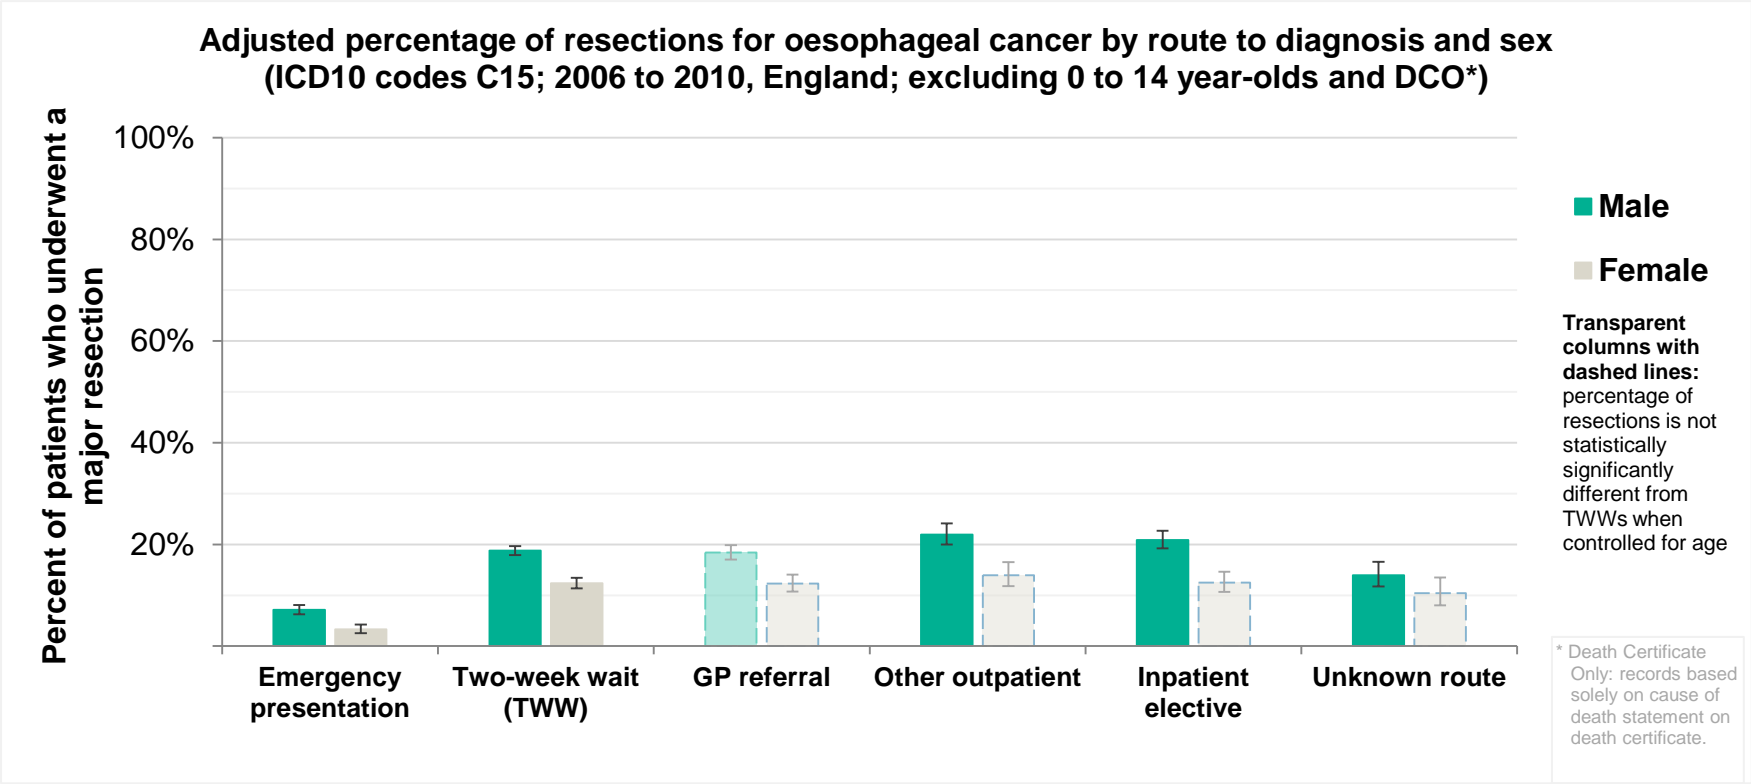 Adjusted percentage of resections for oesophageal cancer by route to diagnosis and sex
(ICD10 codes C15; 2006 to 2010, England; excluding 0 to 14 year-olds and DCO*)
Percent of patients who underwent a
major resection
100%
80%
60%
40%
20%
Emergency
presentation
Two-week wait
(TWW)
GP referral
Other outpatient
Inpatient
elective
Unknown route
Male
Female
Transparent
columns with
dashed lines:
percentage of
resections is not
statistically
significantly
different from
TWWs when
controlled for age
* Death Certificate
Only: records based
solely on cause of
death statement on
death certificate.